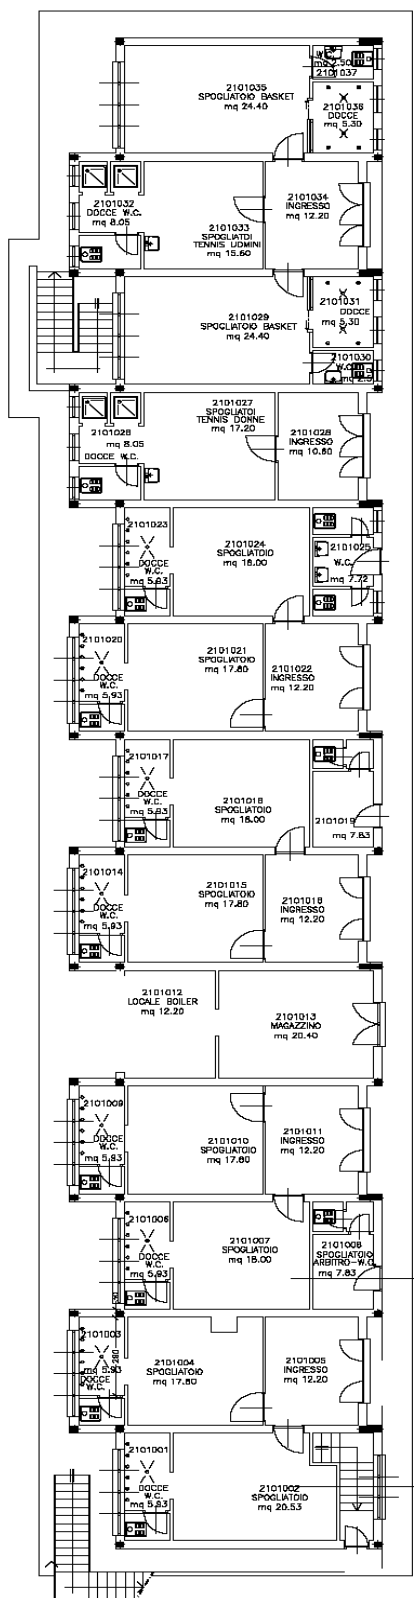 mq 2.50
2101037
2101035
SPOGLIATOIO BASKET
mq 24.40
2101036
DOCCE
mq 5.30
2101032
DOCCE W.C.
mq 8.05
2101033
SPOGLIATOI
TENNIS UOMINI
mq 15.60
2101034
INGRESSO
mq 12.20
2101029
SPOGLIATOIO BASKET
mq 24.40
2101031
DOCCE
mq 5.30
2101030
W.C.
2101026
mq 8.05
DOCCE W.C.
2101027
SPOGLIATOI
TENNIS DONNE
mq 17.20
2101028
INGRESSO
mq 10.80
2101023
DOCCE
W.C.
mq 5.93
2101024
SPOGLIATOIO
mq 18.00
2101025
W.C.
mq 7.72
2101020
DOCCE
W.C.
mq 5.93
2101021
SPOGLIATOIO
mq 17.80
2101022
INGRESSO
mq 12.20
2101017
DOCCE
W.C.
mq 5.93
2101018
SPOGLIATOIO
mq 18.00
2101019
mq 7.83
2101014
DOCCE
W.C.
mq 5.93
2101015
SPOGLIATOIO
mq 17.80
2101016
INGRESSO
mq 12.20
2101012
LOCALE BOILER
mq 12.20
2101013
MAGAZZINO
mq 20.40
2101009
DOCCE
W.C.
mq 5.93
2101010
SPOGLIATOIO
mq 17.80
2101011
INGRESSO
mq 12.20
2101006
DOCCE
W.C.
mq 5.93
2101007
SPOGLIATOIO
mq 18.00
2101008
SPOGLIATOIO
ARBITRO-W.C.
mq 7.83
2101003
mq 5.93
DOCCE
W.C.
280
2101004
SPOGLIATOIO
mq 17.80
2101005
INGRESSO
mq 12.20
2101001
DOCCE
W.C.
mq 5.93
2101002
SPOGLIATOIO
mq 20.53